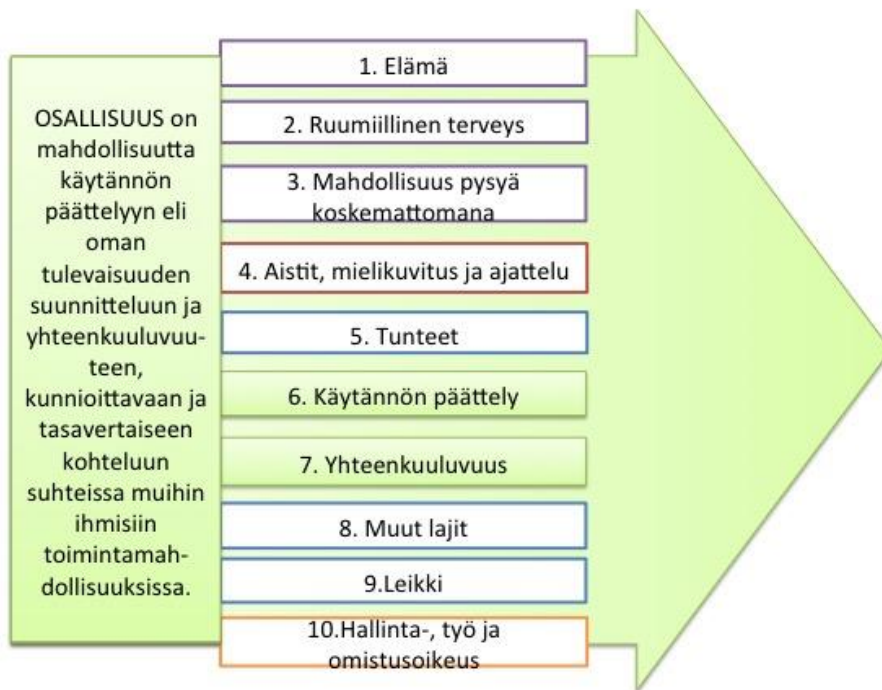 OSALLISUUS on
mahdollisuutta
käytännön
päättelyyn eli
oman
tulevaisuuden
suunnitteluun ja
yhteenkuuluvuu-
teen,
kunnioittavaan ja
tasavertaiseen
kohteluun
suhteissa muihin
ihmisiin
toimintamah-
dollisuuksissa.
1. Elämä
2. Ruumiillinen terveys
3. Mahdollisuus pysyä
koskemattomana
4. Aistit, mielikuvitus ja ajattelu
5. Tunteet
6. Käytännön päättely
7. Yhteenkuuluvuus
8. Muut lajit
9.Leikki
10.Hallinta-, työ ja
omistusoikeus